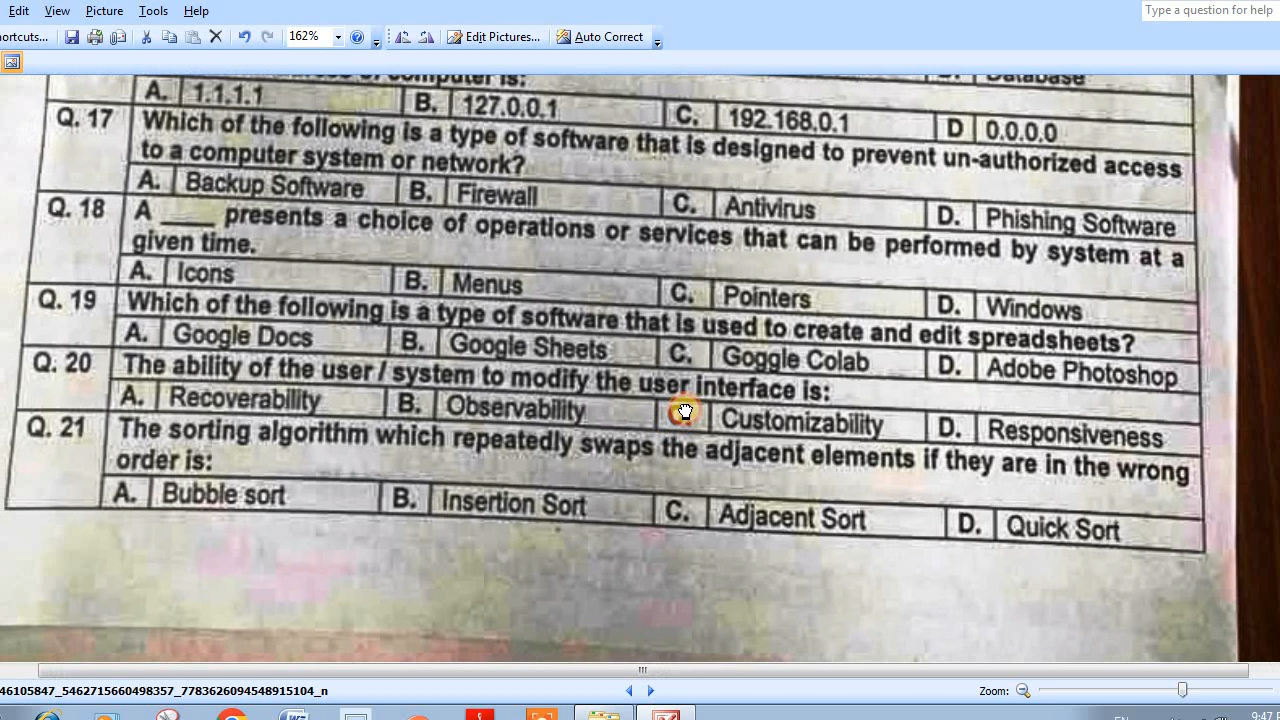 Edit View Picture Tools Help
Type a question for help
ortcuts... 162% Edit Pictures... Auto Correct
computer is: Database
A. 1.1.1.1 B. 127.0.0.1 C. 192.168.0.1 D 0.0.0.0
Q. 17 Which of the following is a type of software that is designed to prevent un-authorized access
to a computer system or network?
A. Backup Software B. Firewall C. Antivirus D. Phishing Software
Q. 18 A ____ presents a choice of operations or services that can be performed by system at a
given time.
A. Icons B. Menus C. Pointers D. Windows
Q. 19 Which of the following is a type of software that is used to create and edit spreadsheets?
A. Google Docs B. Google Sheets C. Goggle Colab D. Adobe Photoshop
Q. 20 The ability of the user / system to modify the user interface is:
A. Recoverability B. Observability Customizability D. Responsiveness
Q. 21 The sorting algorithm which repeatedly swaps the adjacent elements if they are in the wrong
order is:
A. Bubble sort B. Insertion Sort C. Adjacent Sort D. Quick Sort
46105847_5462715660498357_7783626094548915104_n
Zoom: